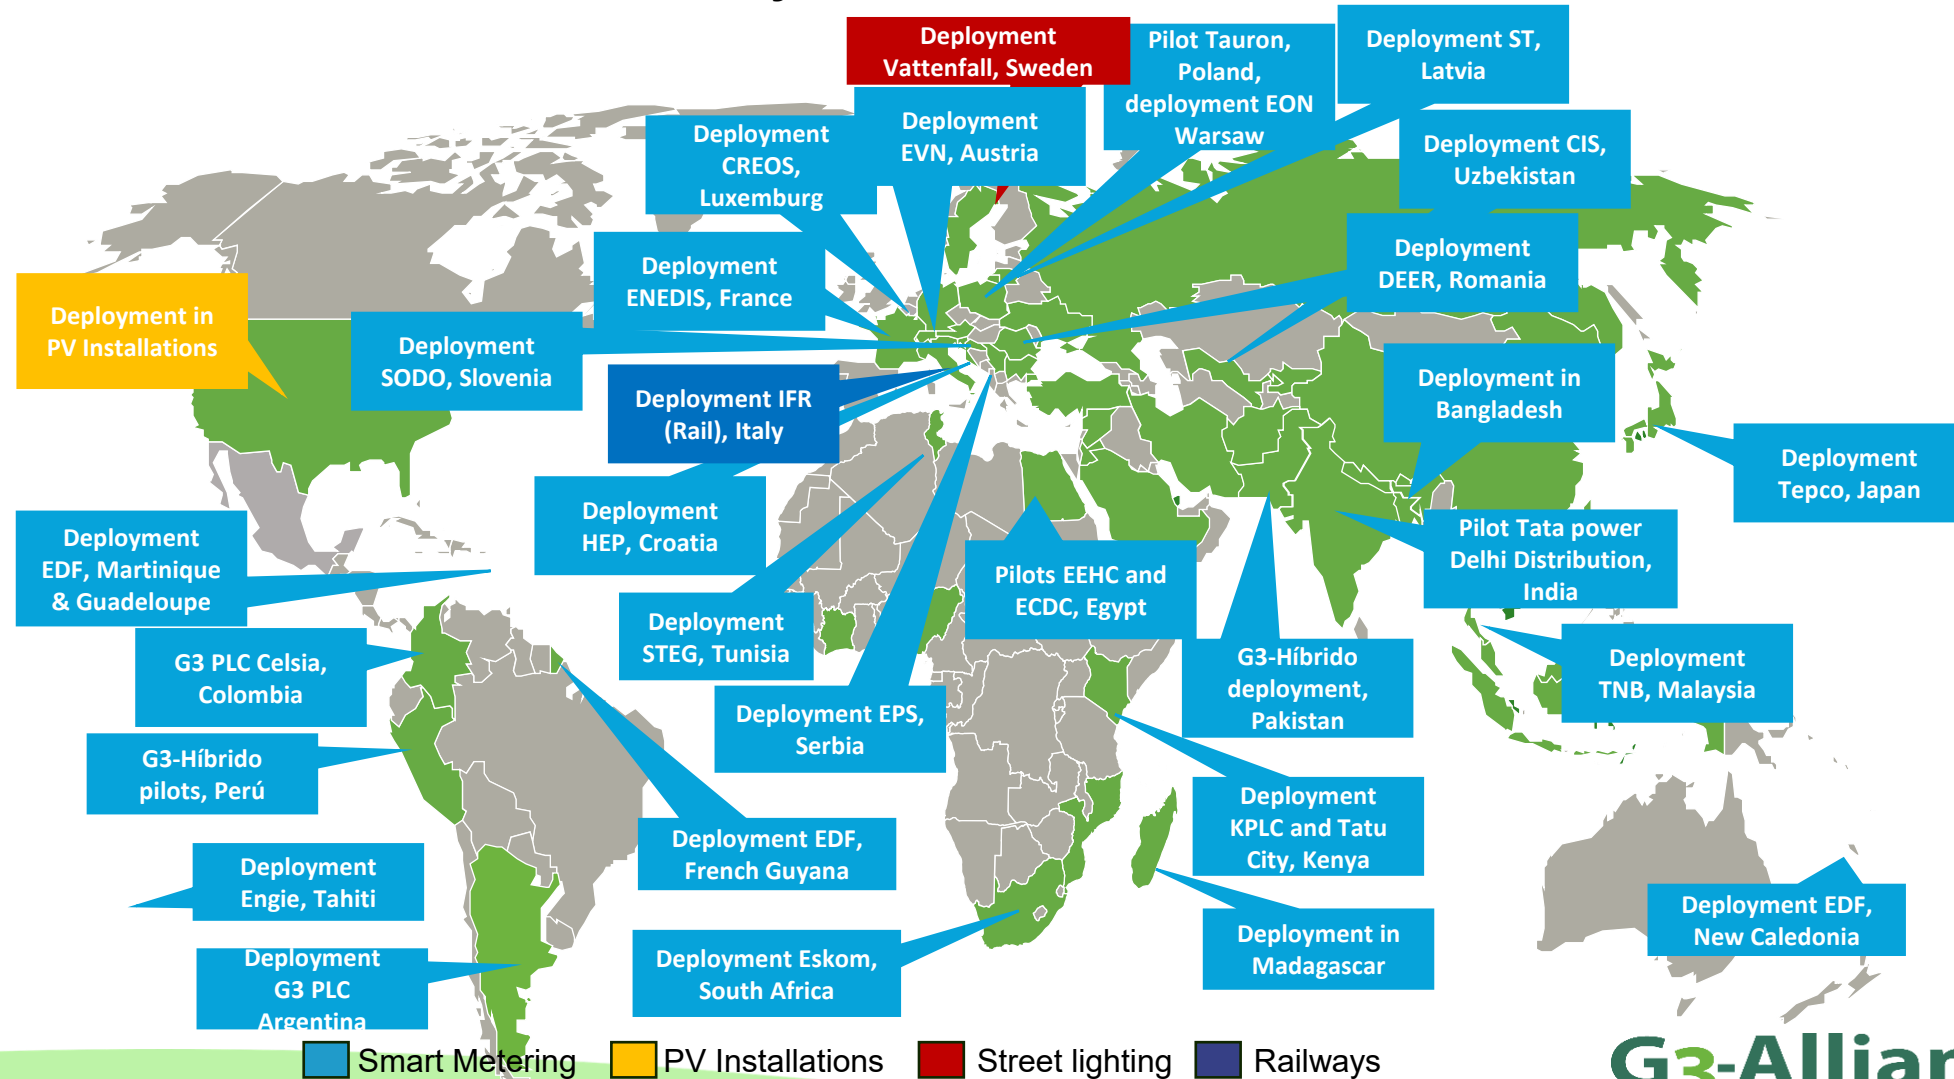 Deployment
Vattenfall, Sweden
Pilot Tauron,
Poland,
deployment EON
Warsaw
Deployment ST,
Latvia
Deployment
CREOS,
Luxemburg
Deployment
EVN, Austria
Deployment CIS,
Uzbekistan
Deployment
ENEDIS, France
Deployment
DEER, Romania
Deployment in
PV Installations
Deployment
SODO, Slovenia
Deployment IFR
(Rail), Italy
Deployment in
Bangladesh
Deployment
Tepco, Japan
Deployment
HEP, Croatia
Deployment
EDF, Martinique
& Guadeloupe
Pilots EEHC and
ECDC, Egypt
Pilot Tata power
Delhi Distribution,
India
Deployment
STEG, Tunisia
G3 PLC Celsia,
Colombia
G3-Híbrido
deployment,
Pakistan
Deployment
TNB, Malaysia
Deployment EPS,
Serbia
G3-Híbrido
pilots, Perú
Deployment
KPLC and Tatu
City, Kenya
Deployment EDF,
French Guyana
Deployment
Engie, Tahiti
Deployment EDF,
New Caledonia
Deployment in
Madagascar
Deployment Eskom,
South Africa
Deployment
G3 PLC
Argentina
Smart Metering
PV Installations
Street lighting
Railways
G3-Allian